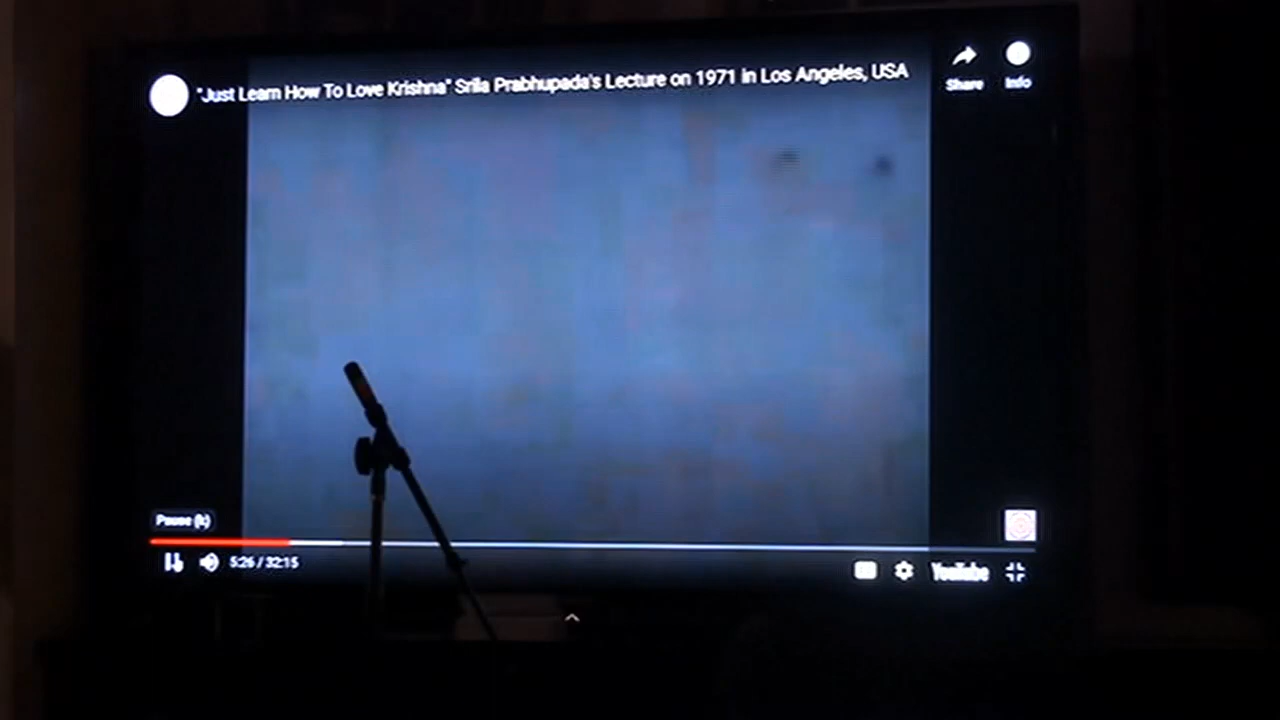 "Just Learn How To Love Krishna" Srila Prabhupada's Lecture on 1971 in Los Angeles, USA
Share
Info
Pause (k)
5:26 / 32:15
YouTube